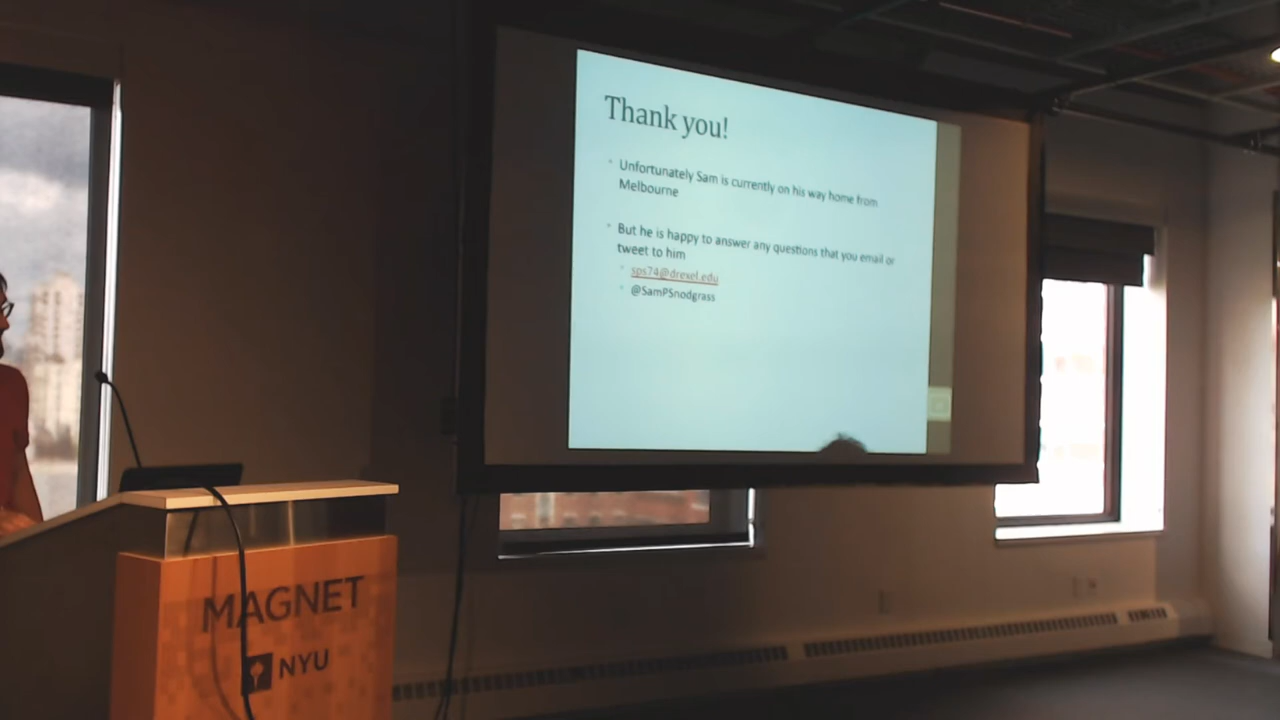 Thank you!
Unfortunately Sam is currently on his way home from
Melbourne
But he is happy to answer any questions that you email or
tweet to him
sps74@drexel.edu
@SamPSnodgrass
MAGNET
NYU